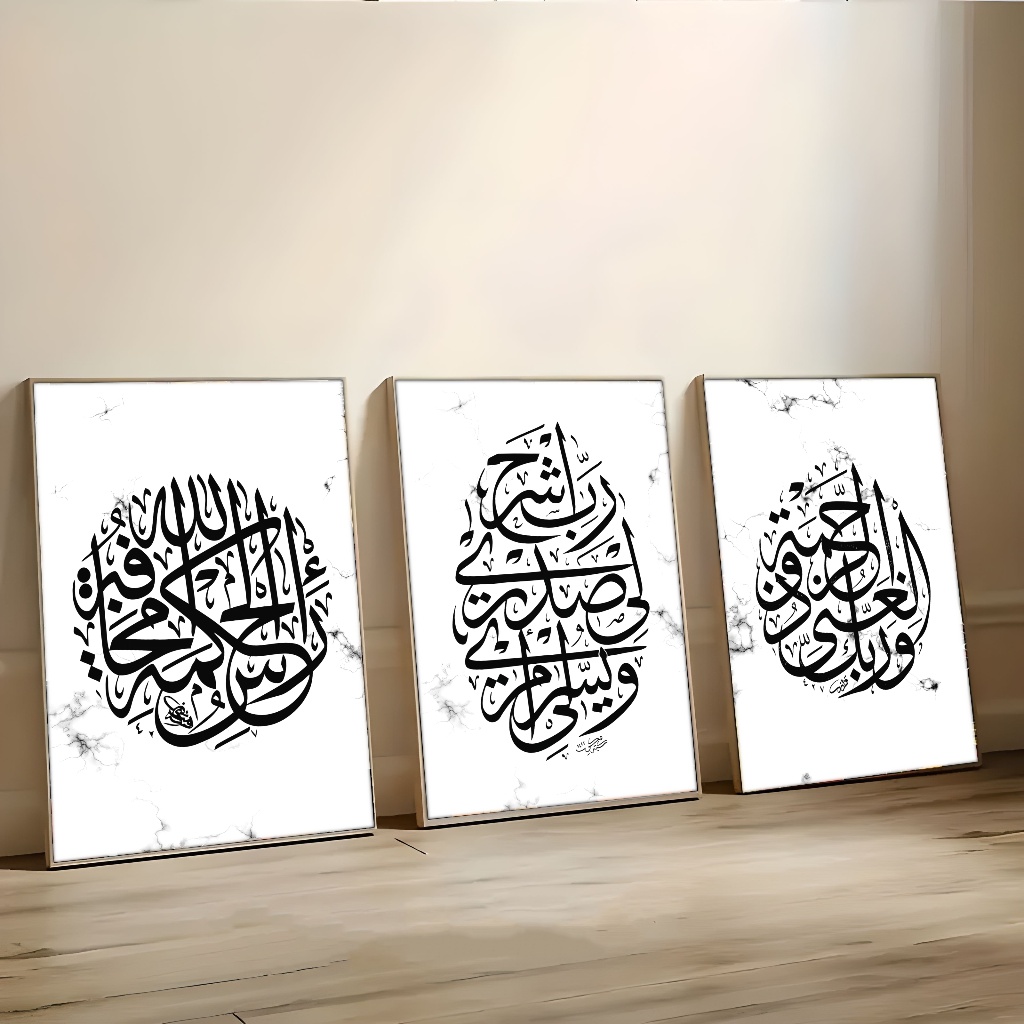 وربك الغني ذو الرحمة
رب اشرح
لي صدري
ويسر لي أمري
رأس الحكمة مخافة الله